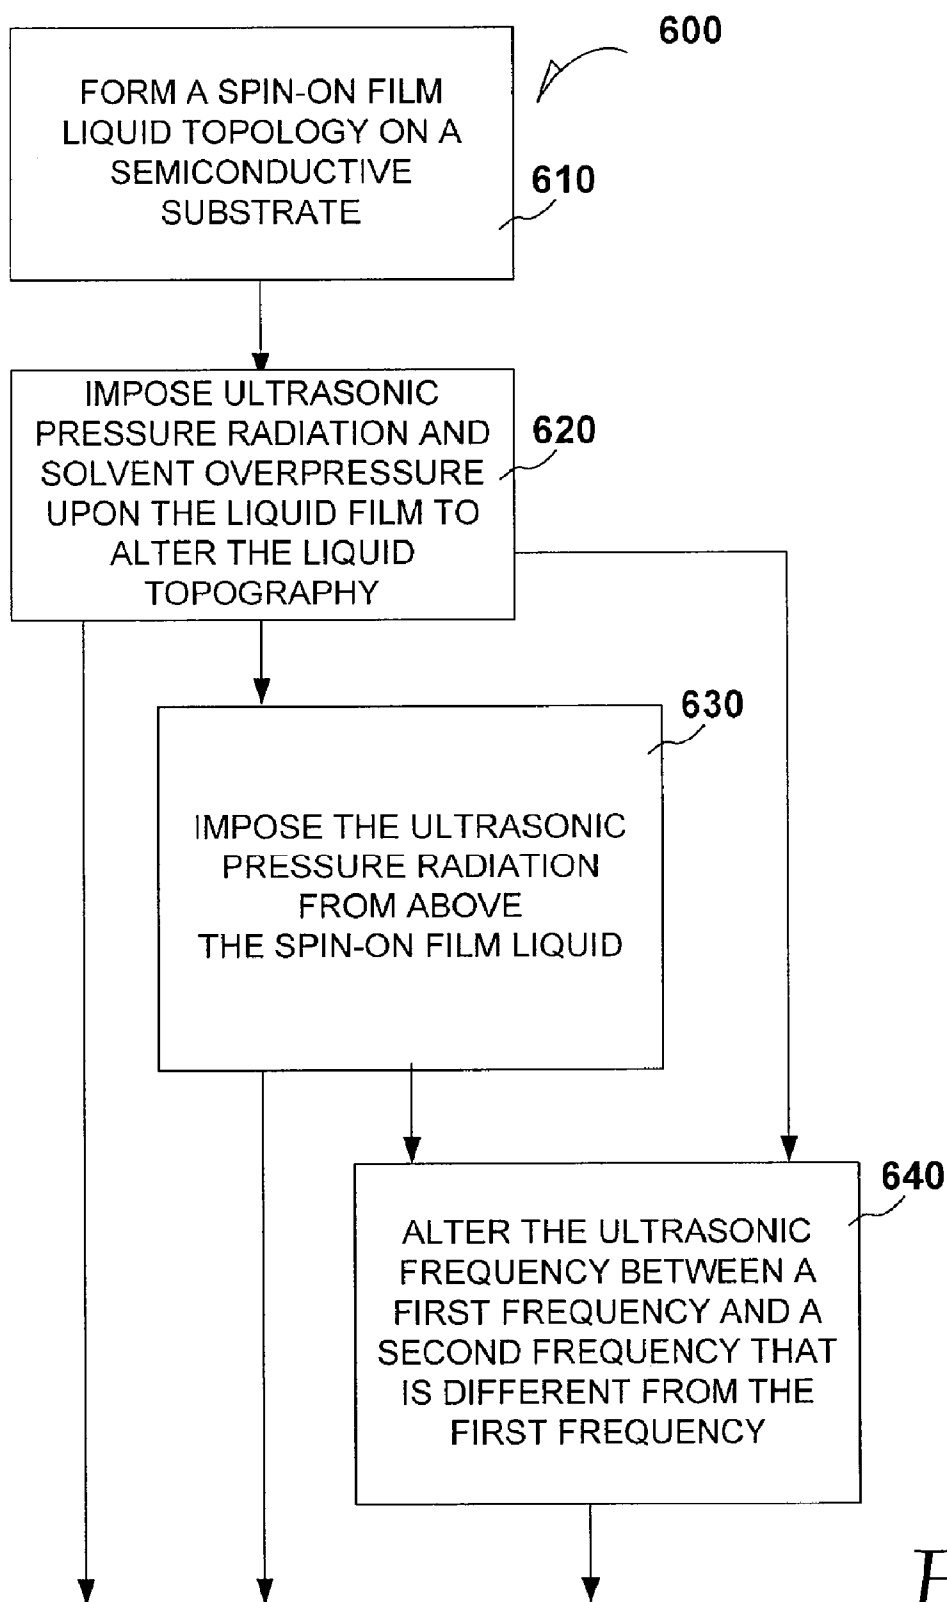 600
FORM A SPIN-ON FILM
LIQUID TOPOLOGY ON A
SEMICONDUCTIVE
SUBSTRATE
610
IMPOSE ULTRASONIC
PRESSURE RADIATION AND
SOLVENT OVERPRESSURE
UPON THE LIQUID FILM TO
ALTER THE LIQUID
TOPOGRAPHY
620
630
IMPOSE THE ULTRASONIC
PRESSURE RADIATION
FROM ABOVE
THE SPIN-ON FILM LIQUID
640
ALTER THE ULTRASONIC
FREQUENCY BETWEEN A
FIRST FREQUENCY AND A
SECOND FREQUENCY THAT
IS DIFFERENT FROM THE
FIRST FREQUENCY